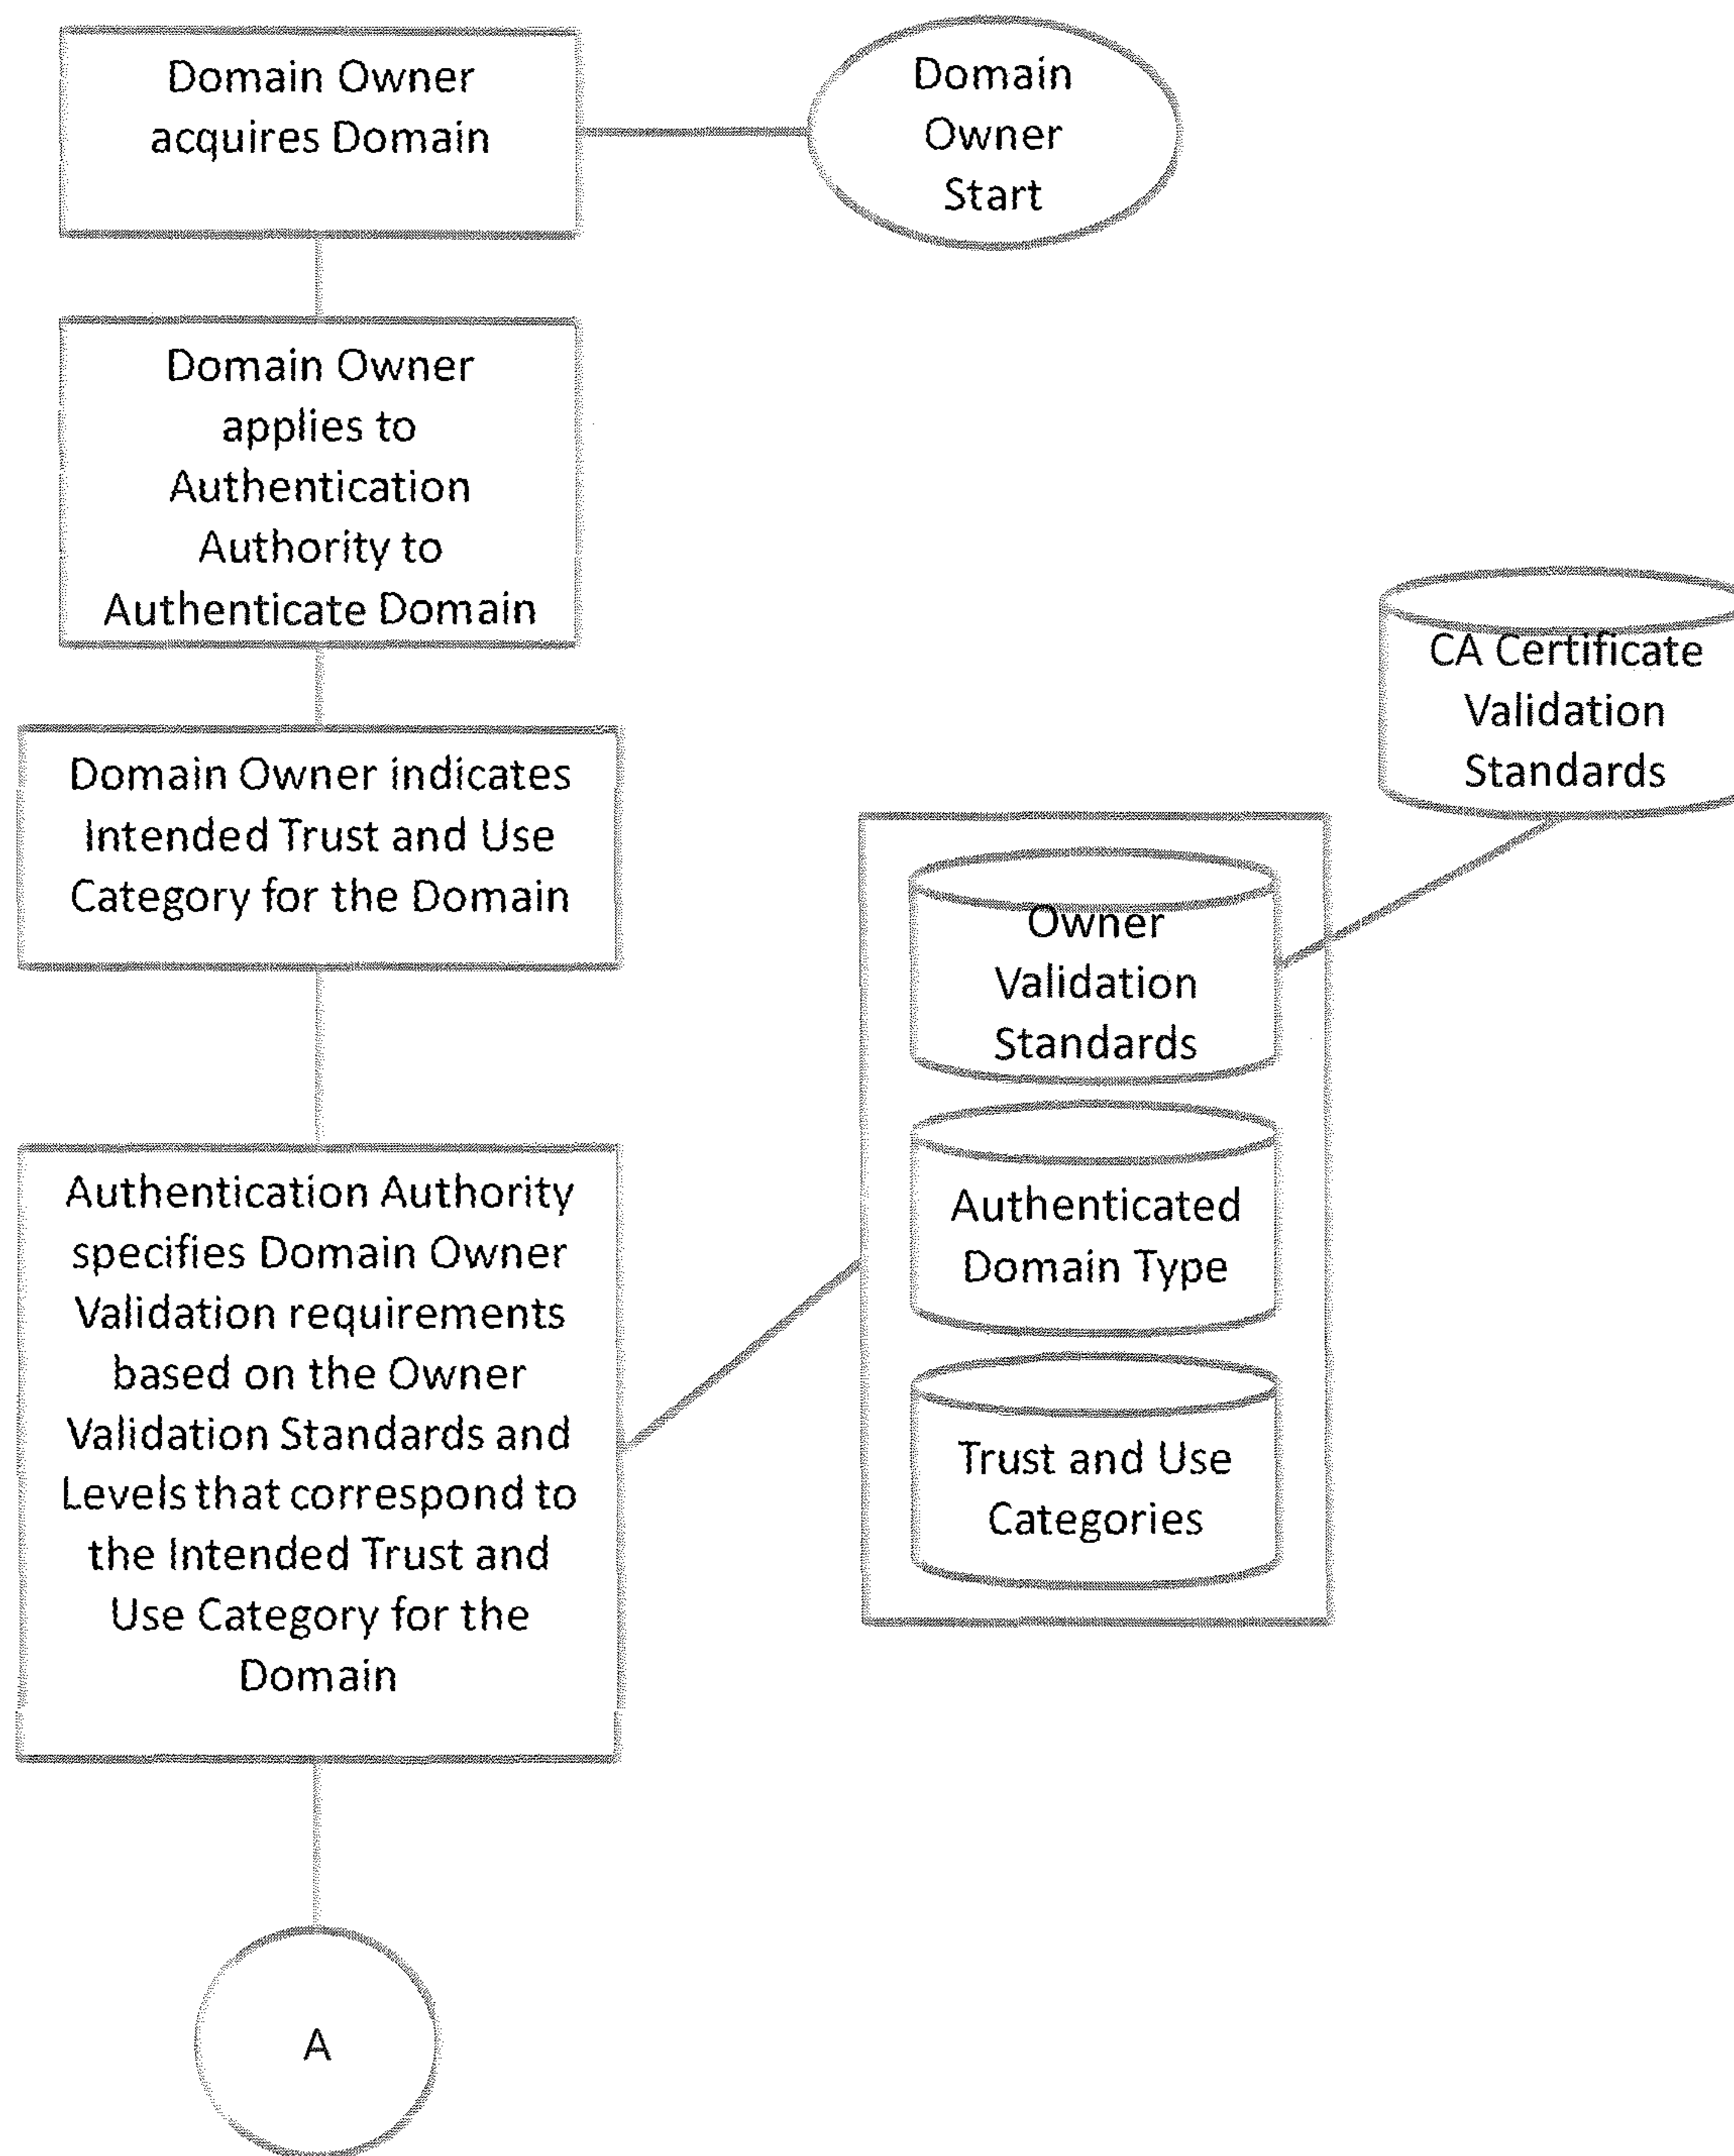 Domain Owner
acquires Domain
Domain
Owner
Start
Domain Owner
applies to
Authentication
Authority to
Authenticate Domain
Domain Owner indicates
Intended Trust and Use
Category for the Domain
CA Certificate
Validation
Standards
Owner
Validation
Standards
Authenticated
Domain Type
Trust and Use
Categories
Authentication Authority
specifies Domain Owner
Validation requirements
based on the Owner
Validation Standards and
Levels that correspond to
the Intended Trust and
Use Category for the
Domain
A